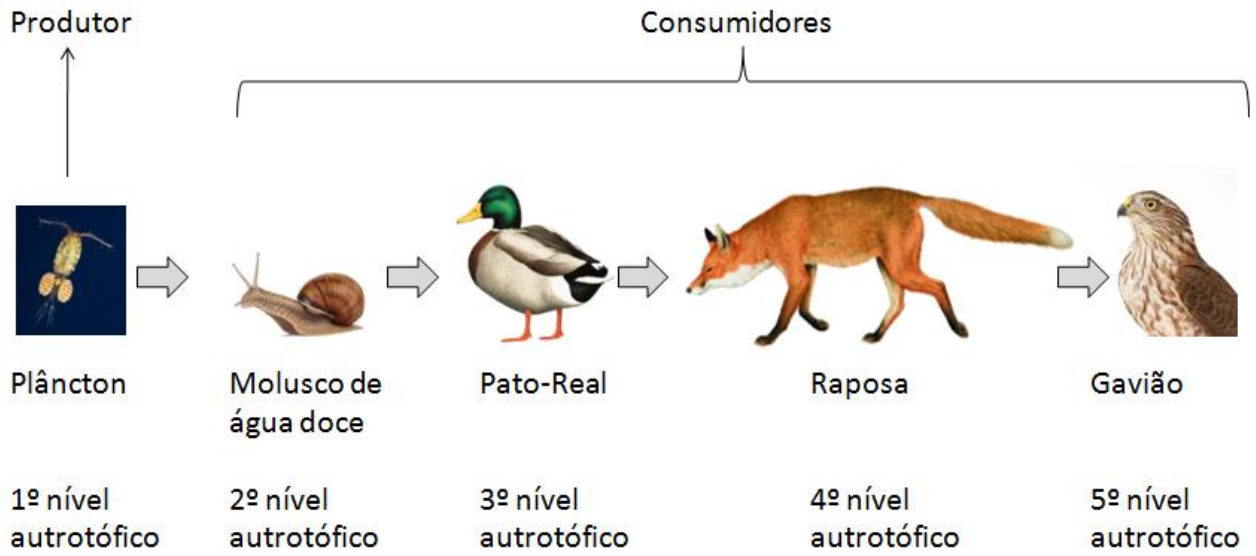 Produtor
Consumidores
Plâncton
Molusco de
água doce
Pato-Real
Raposa
Gavião
1º nível
autrotófico
2º nível
autrotófico
3º nível
autrotófico
4º nível
autrotófico
5º nível
autrotófico